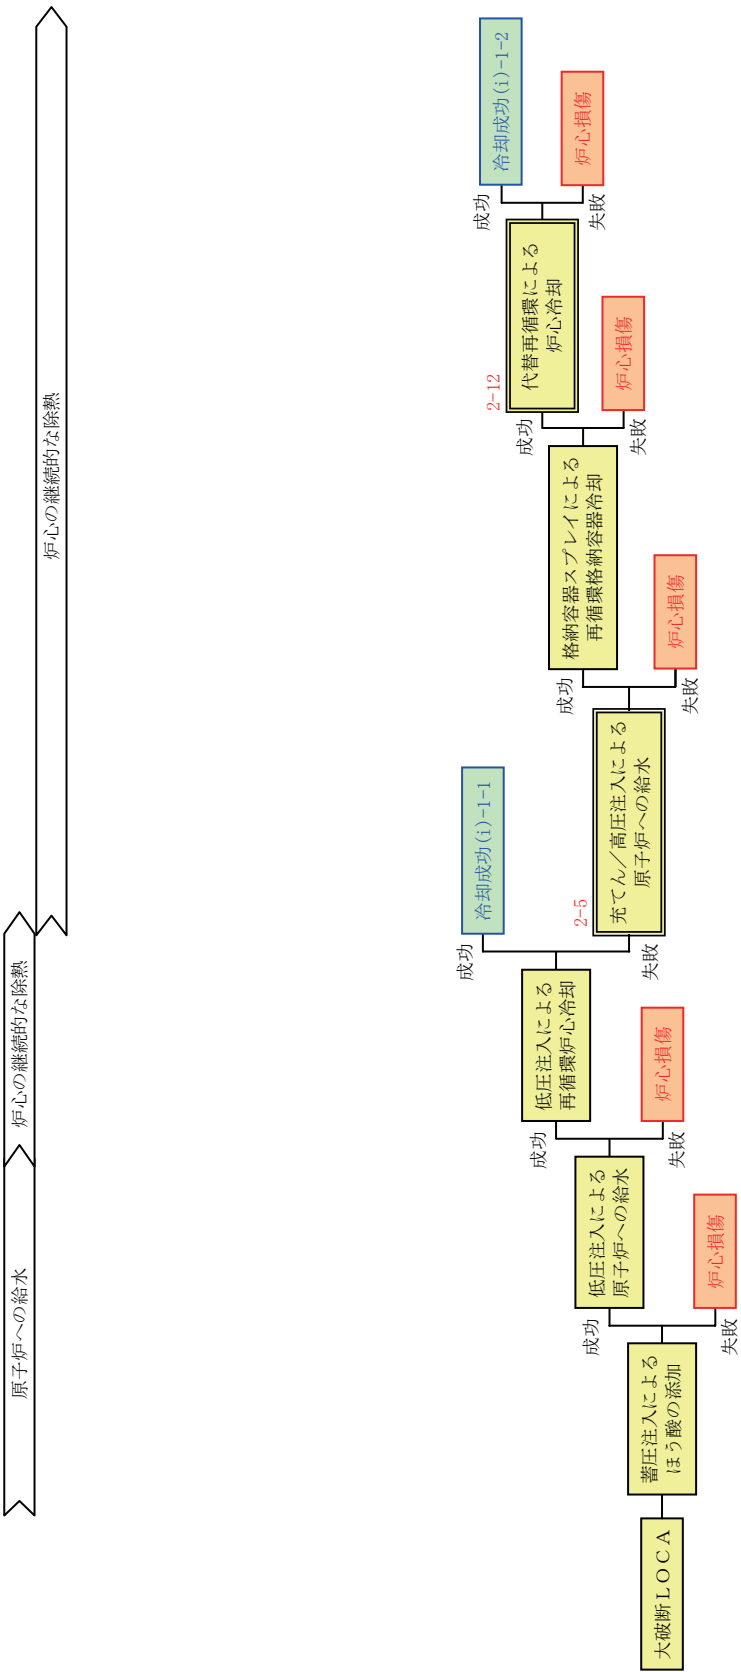 原子炉への給水
炉心の継続的な除熱
炉心の継続的な除熱
大破断ＬＯＣＡ
蓄圧注入による
ほう酸の添加
成功
失敗
炉心損傷
低圧注入による
原子炉への給水
成功
失敗
炉心損傷
低圧注入による
再循環炉心冷却
成功
冷却成功(i)-1-1
失敗
2-5
充てん／高圧注入による
原子炉への給水
成功
失敗
炉心損傷
格納容器スプレイによる
再循環格納容器冷却
成功
失敗
炉心損傷
2-12
代替再循環による
炉心冷却
成功
冷却成功(i)-1-2
失敗
炉心損傷